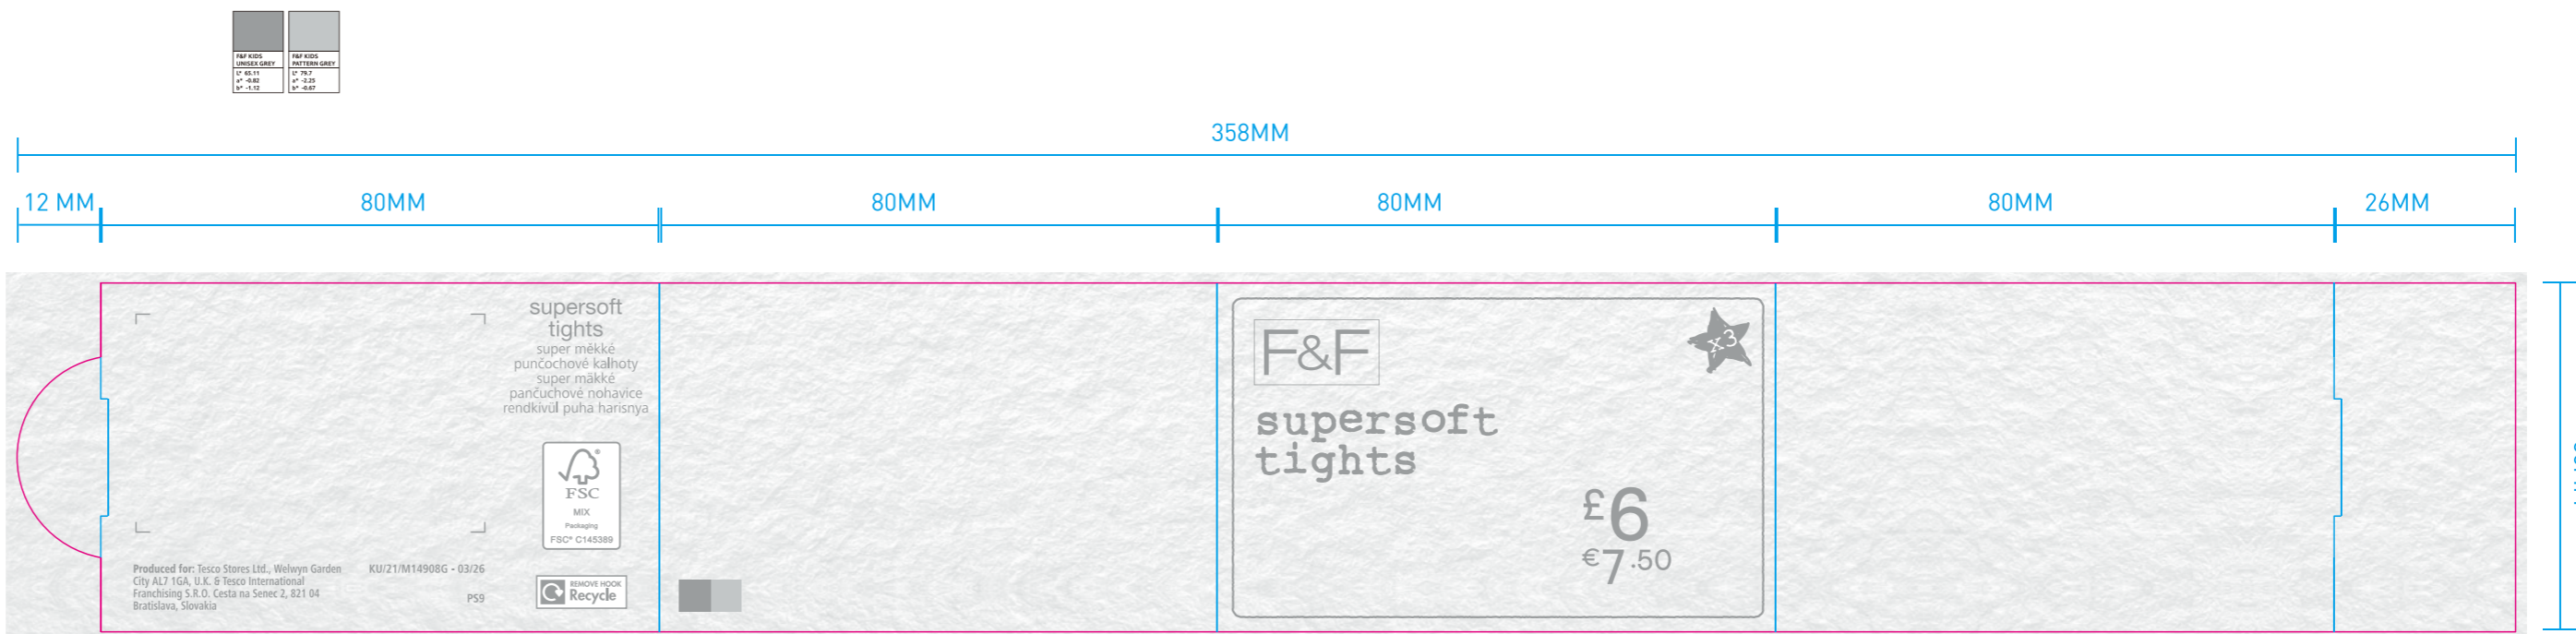 F&F KIDS
UNISEX GREY
L* 65.11
a* -0.82
b* -1.12
F&F KIDS
PATTERN GREY
L* 79.7
a* -2.25
b* -0.67
358MM
12 MM
80MM
80MM
80MM
80MM
26MM
supersoft
tights
super měkké
punčochové kalhoty
super mäkké
pančuchové nohavice
rendkívül puha harisnya
FSC
MIX
Packaging
FSC® C145389
Produced for: Tesco Stores Ltd., Welwyn Garden
City AL7 1GA, U.K. & Tesco International
Franchising S.R.O. Cesta na Senec 2, 821 04
Bratislava, Slovakia
KU/21/M14908G - 03/26
PS9
REMOVE HOOK
Recycle
F&F
x3
supersoft
tights
£6
€7.50